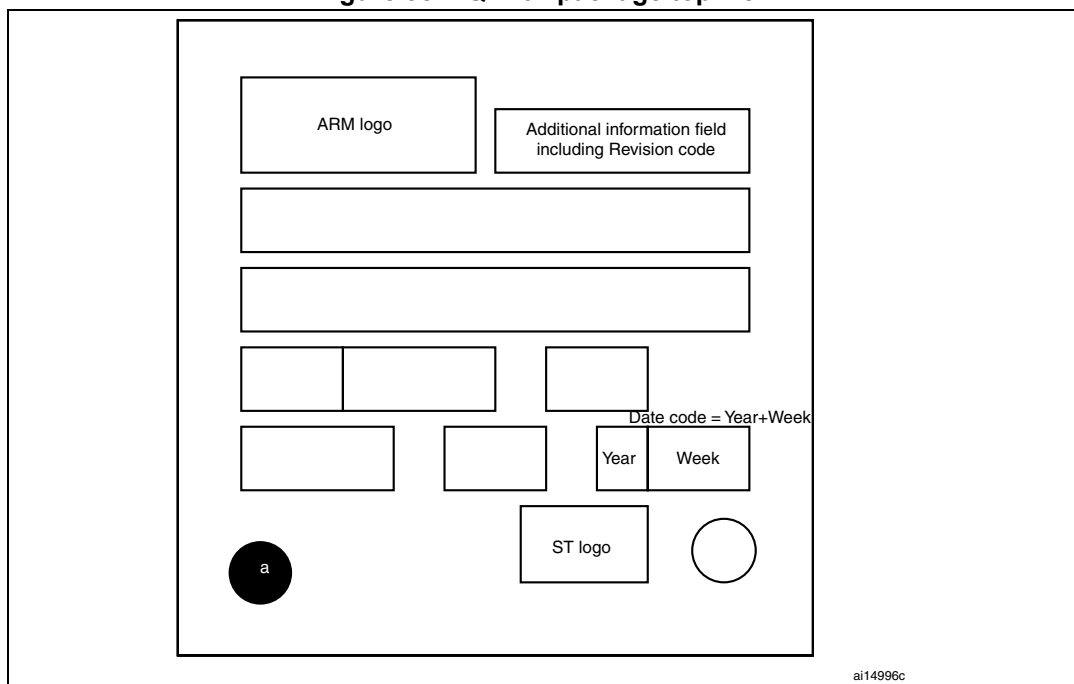 ARM logo
Additional information field
including Revision code
Date code = Year+Week
Year
Week
ST logo
a
ai14996c